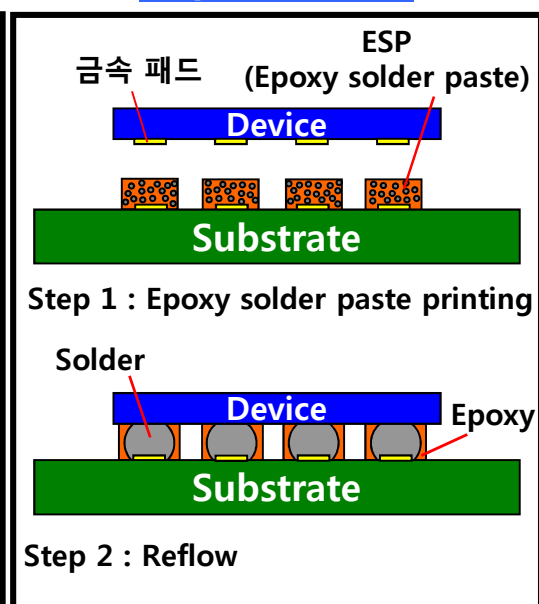 금속 패드
ESP
(Epoxy solder paste)
Device
Substrate
Step 1 : Epoxy solder paste printing
Solder
Device
Epoxy
Substrate
Step 2 : Reflow